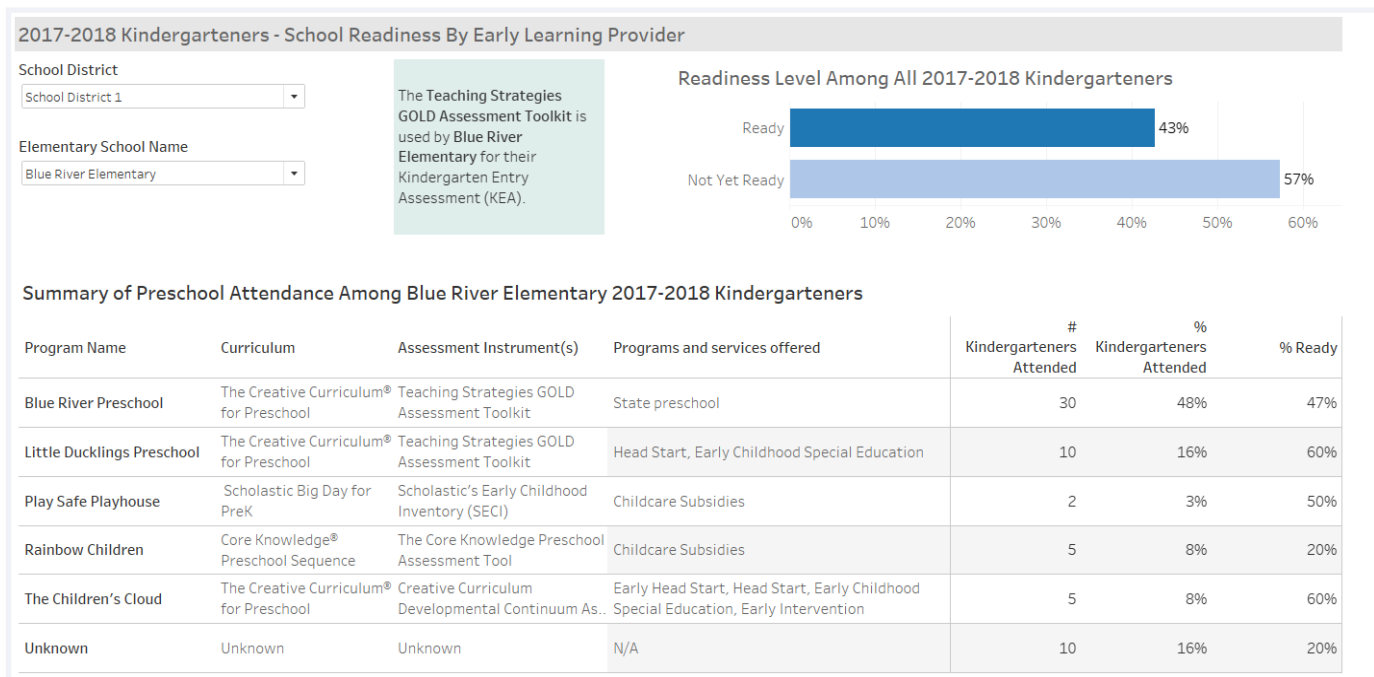 2017-2018 Kindergarteners - School Readiness By Early Learning Provider
School District
School District 1
Elementary School Name
Blue River Elementary
The Teaching Strategies
GOLD Assessment Toolkit is
used by Blue River
Elementary for their
Kindergarten Entry
Assessment (KEA).
Readiness Level Among All 2017-2018 Kindergarteners
Ready 43%
Not Yet Ready 57%
0% 10% 20% 30% 40% 50% 60%
Summary of Preschool Attendance Among Blue River Elementary 2017-2018 Kindergarteners
# %
Program Name Curriculum Assessment Instrument(s) Programs and services offered Kindergarteners Kindergarteners % Ready
Attended Attended
The Creative Curriculum® Teaching Strategies GOLD
Blue River Preschool State preschool 30 48% 47%
for Preschool Assessment Toolkit
The Creative Curriculum® Teaching Strategies GOLD
Little Ducklings Preschool Head Start, Early Childhood Special Education 10 16% 60%
for Preschool Assessment Toolkit
Scholastic Big Day for Scholastic's Early Childhood
Play Safe Playhouse Childcare Subsidies 2 3% 50%
PreK Inventory (SECI)
Core Knowledge® The Core Knowledge Preschool
Rainbow Children Childcare Subsidies 5 8% 20%
Preschool Sequence Assessment Tool
The Creative Curriculum® Creative Curriculum Early Head Start, Head Start, Early Childhood
The Children's Cloud 5 8% 60%
for Preschool Developmental Continuum As.. Special Education, Early Intervention
Unknown Unknown Unknown N/A 10 16% 20%